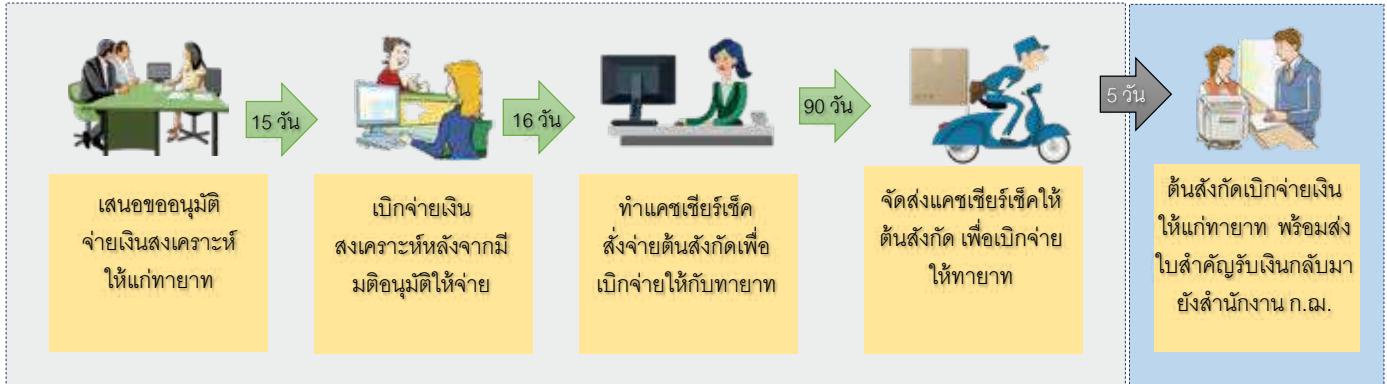 15 วัน
16 วัน
90 วัน
5 วัน
เสนอขออนุมัติ
จ่ายเงินสงเคราะห์
ให้แก่ทายาท
เบิกจ่ายเงิน
สงเคราะห์หลังจากมี
มติอนุมัติให้จ่าย
ทำแคชเชียร์เช็ค
สั่งจ่ายต้นสังกัดเพื่อ
เบิกจ่ายให้กับทายาท
จัดส่งแคชเชียร์เช็คให้
ต้นสังกัด เพื่อเบิกจ่าย
ให้ทายาท
ต้นสังกัดเบิกจ่ายเงิน
ให้แก่ทายาท พร้อมส่ง
ใบสำคัญรับเงินกลับมา
ยังสำนักงาน ก.ฌ.